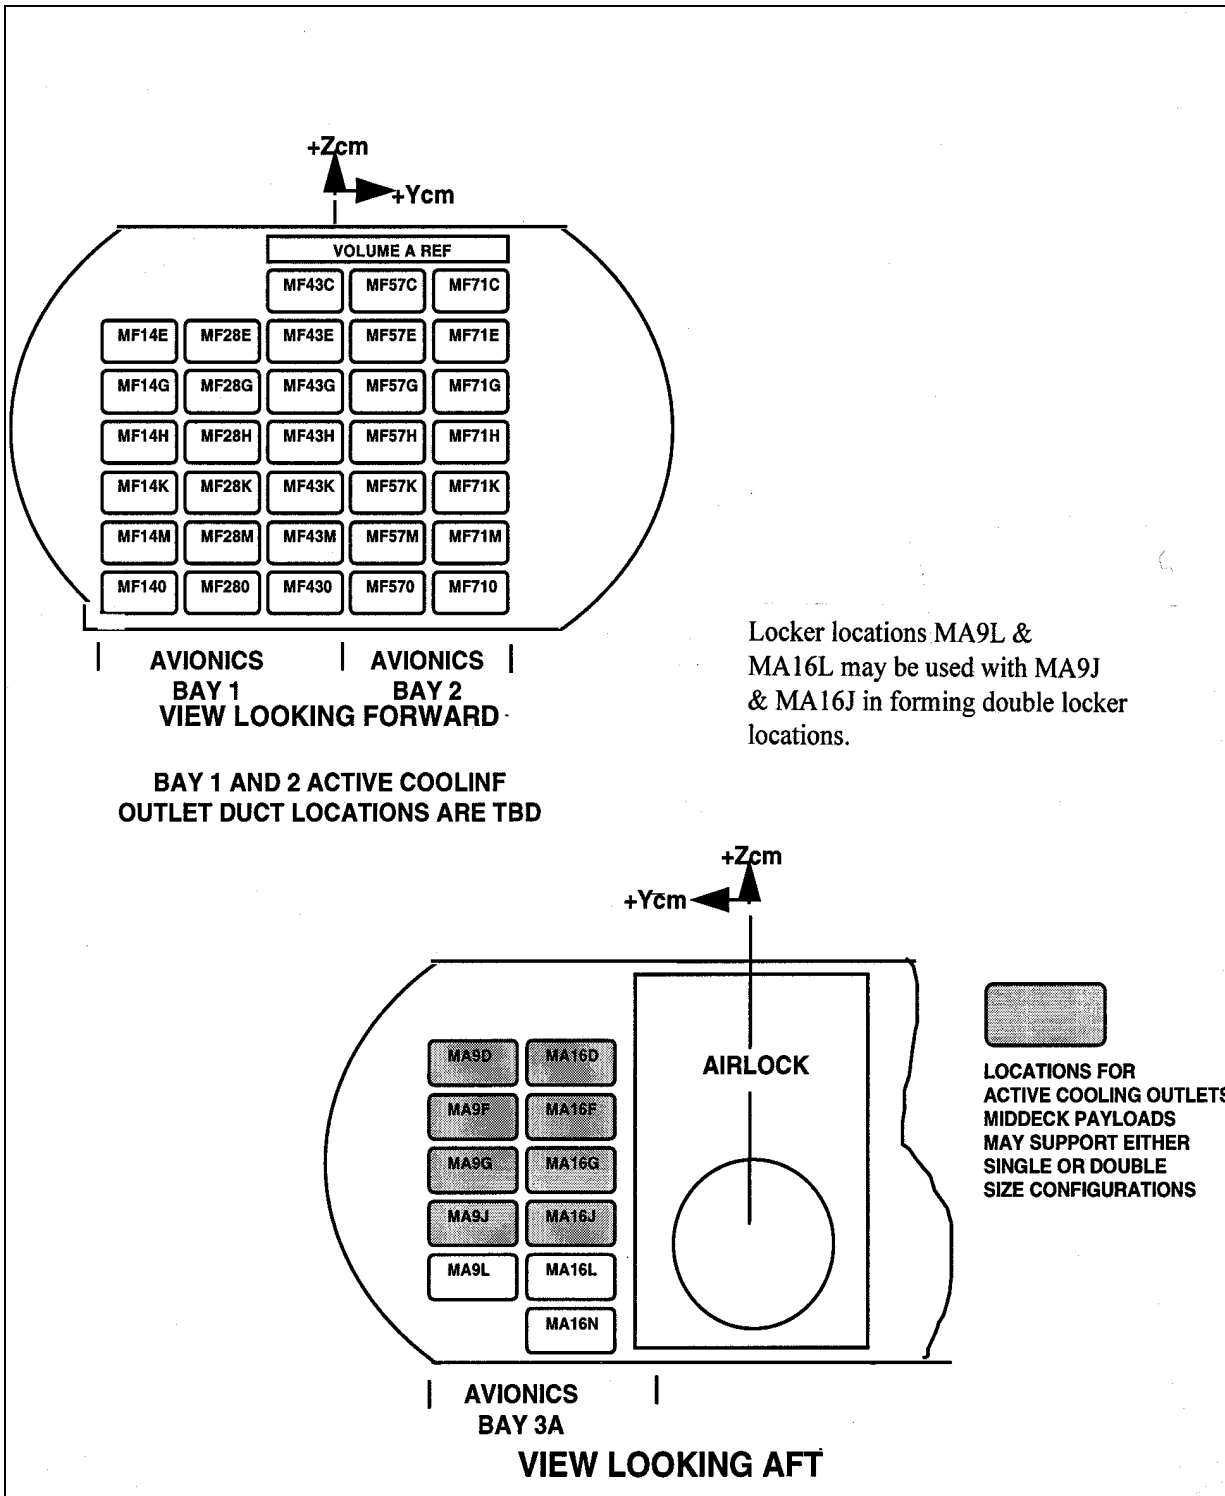 +Zcm
+Ycm
VOLUME A REF
MF43C MF57C MF71C
MF14E MF28E MF43E MF57E MF71E
MF14G MF28G MF43G MF57G MF71G
MF14H MF28H MF43H MF57H MF71H
MF14K MF28K MF43K MF57K MF71K
MF14M MF28M MF43M MF57M MF71M
MF140 MF280 MF430 MF570 MF710
AVIONICS
BAY 1
AVIONICS
BAY 2
VIEW LOOKING FORWARD
BAY 1 AND 2 ACTIVE COOLINF
OUTLET DUCT LOCATIONS ARE TBD
Locker locations MA9L &
MA16L may be used with MA9J
& MA16J in forming double locker
locations.
+Zcm
+Ycm
MA9D MA16D
MA9F MA16F
MA9G MA16G
MA9J MA16J
MA9L MA16L
MA16N
AIRLOCK
LOCATIONS FOR
ACTIVE COOLING OUTLETS
MIDDECK PAYLOADS
MAY SUPPORT EITHER
SINGLE OR DOUBLE
SIZE CONFIGURATIONS
AVIONICS
BAY 3A
VIEW LOOKING AFT